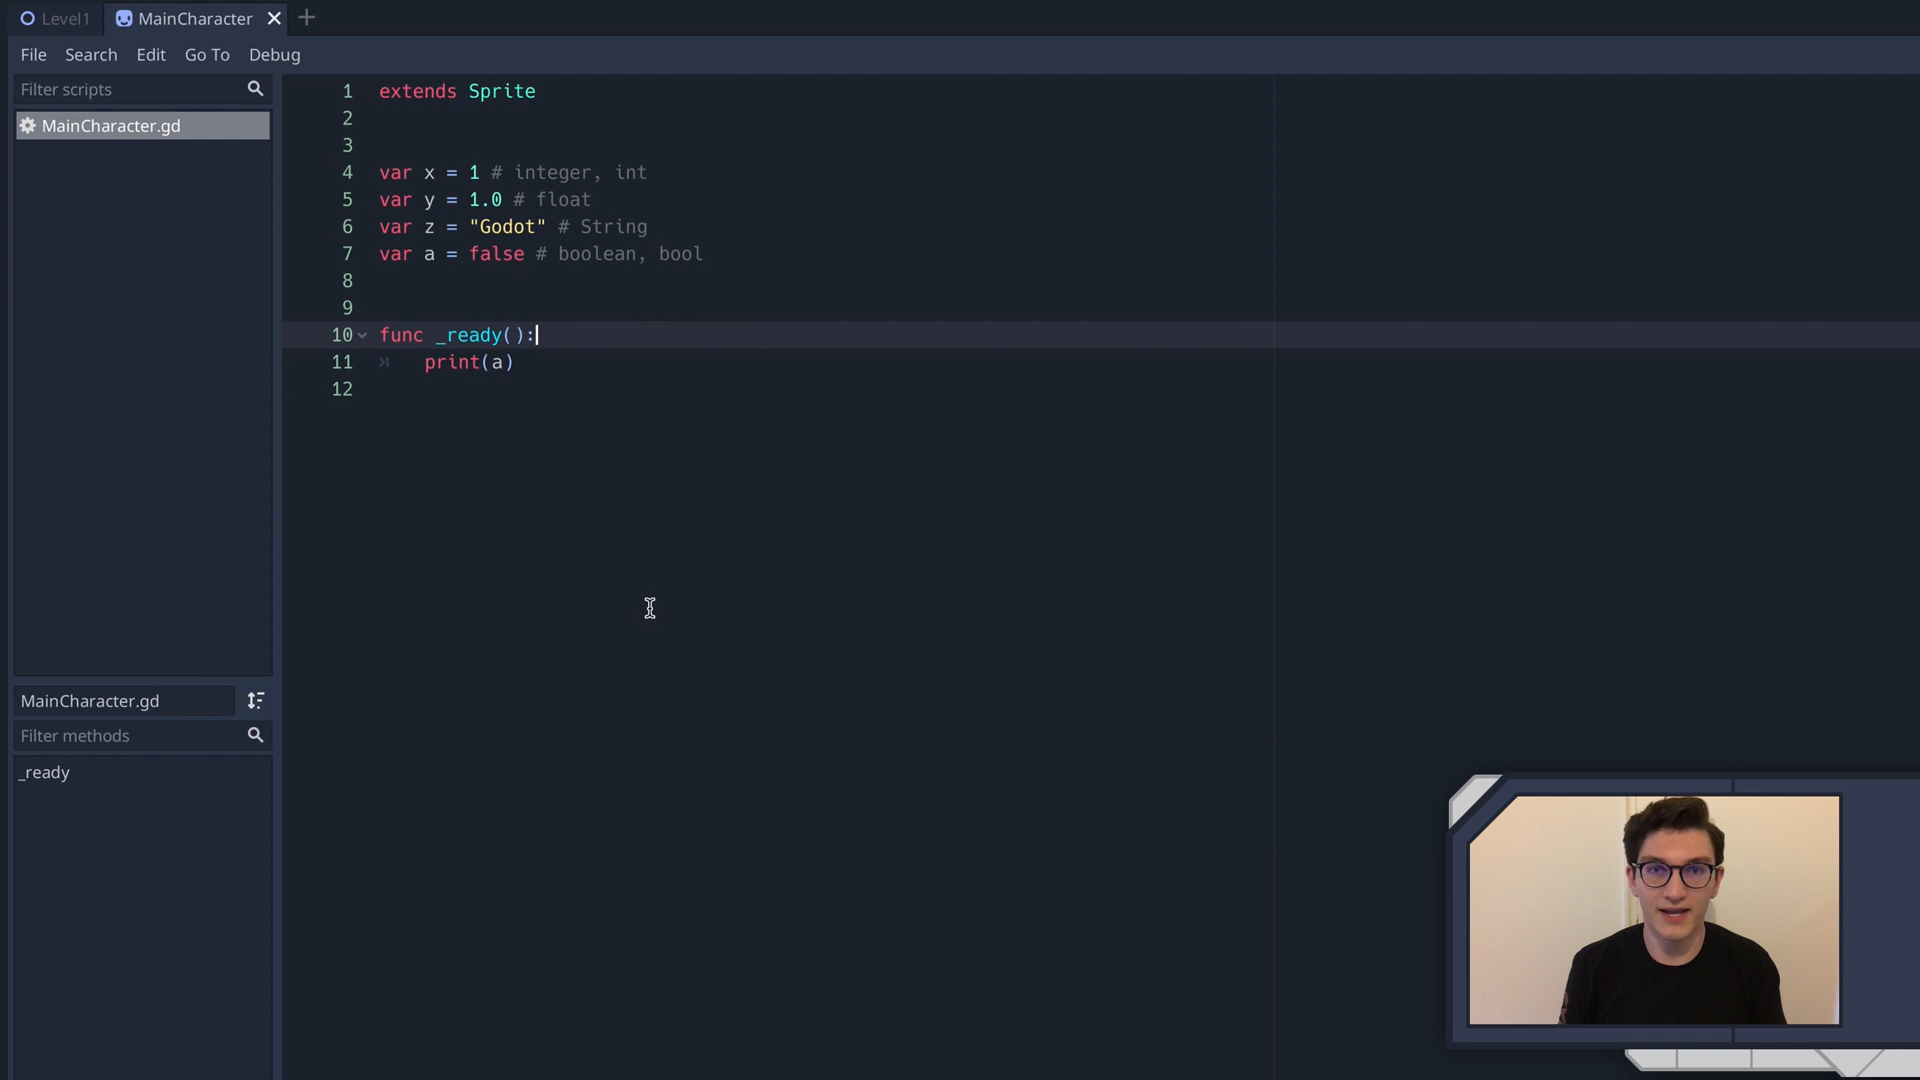 Level1 MainCharacter
File Search Edit Go To Debug
Filter scripts
MainCharacter.gd
MainCharacter.gd
Filter methods
_ready
1 extends Sprite
2
3
4 var x = 1 # integer, int
5 var y = 1.0 # float
6 var z = "Godot" # String
7 var a = false # boolean, bool
8
9
10 func _ready():
11 print(a)
12